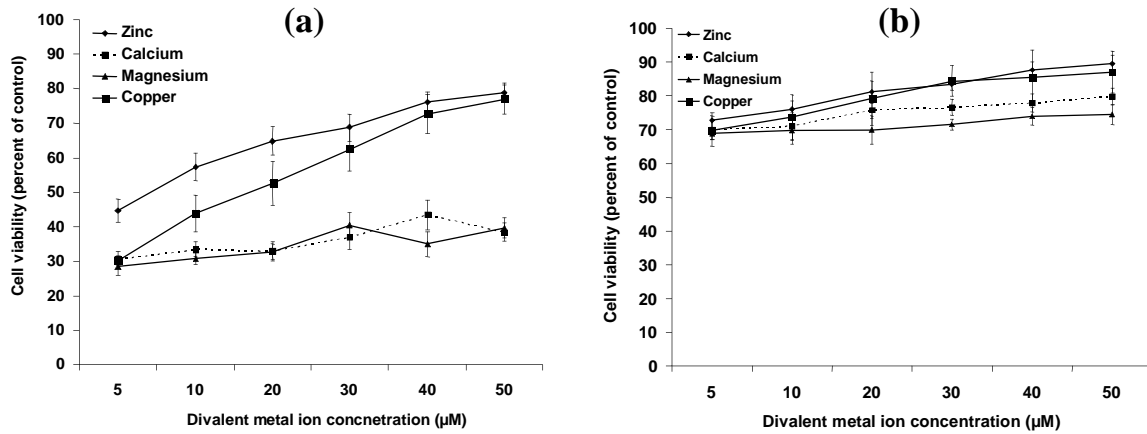 (a)
Cell viability (percent of control)
100
90
80
70
60
50
40
30
20
10
0
Zinc
Calcium
Magnesium
Copper
5 10 20 30 40 50
Divalent metal ion concnetration (µM)
(b)
Cell viability (percent of control)
100
90
80
70
60
50
40
30
20
10
0
Zinc
Calcium
Magnesium
Copper
5 10 20 30 40 50
Divalent metal ion concentration (µM)